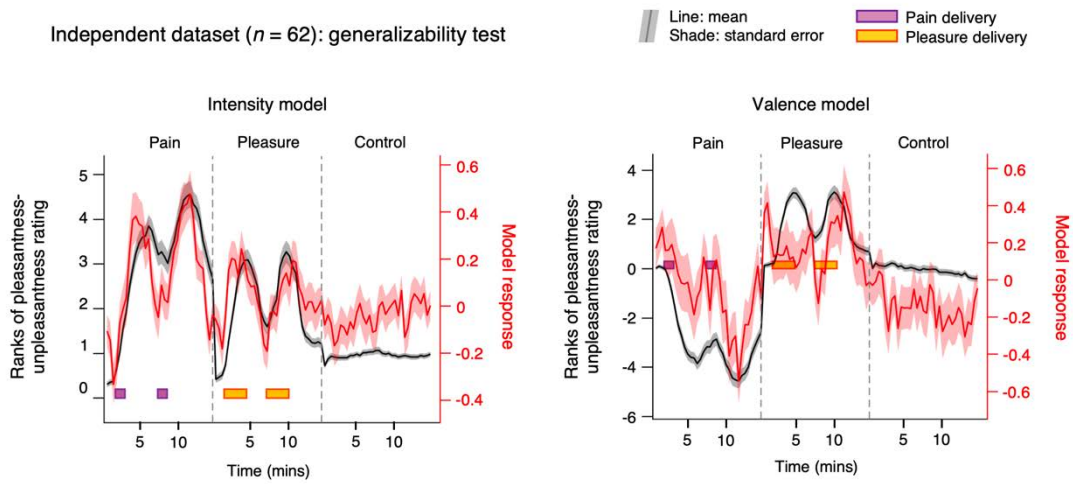 Independent dataset (n = 62): generalizability test
Line: mean
Shade: standard error
Pain delivery
Pleasure delivery
Intensity model
Pain
Pleasure
Control
Ranks of pleasantness-
unpleasantness rating
5
4
3
2
1
0
0.6
0.4
0.2
0
-0.2
-0.4
Model response
5
10
5
10
5
10
Time (mins)
Valence model
Pain
Pleasure
Control
Ranks of pleasantness-
unpleasantness rating
4
2
0
-2
-4
-6
0.6
0.4
0.2
0
-0.2
-0.4
-0.6
Model response
5
10
5
10
5
10
Time (mins)